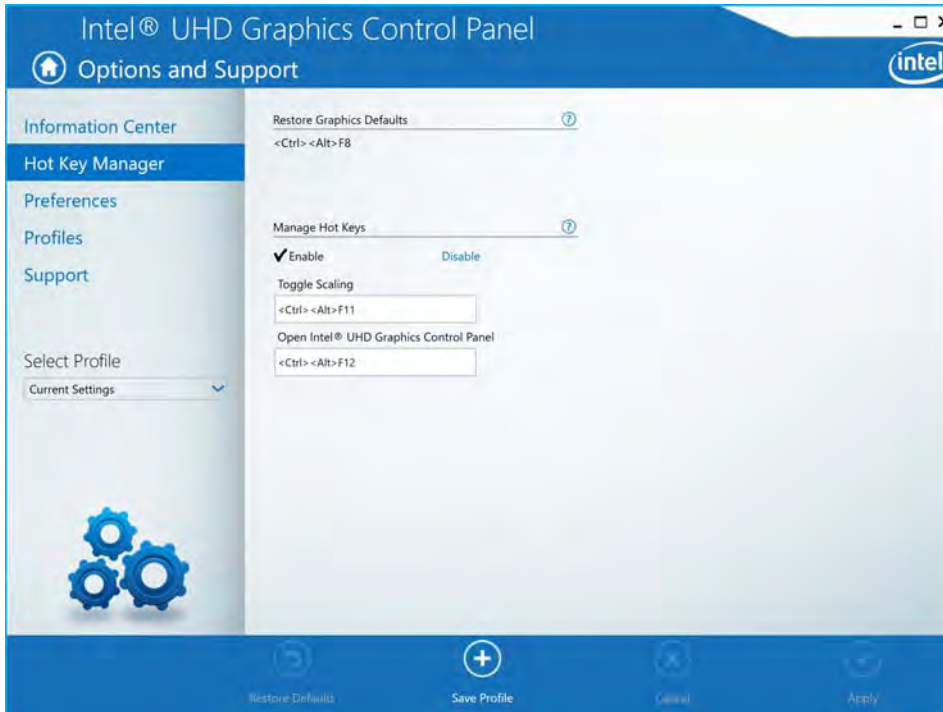 Intel® UHD Graphics Control Panel
Options and Support
intel
Information Center
Hot Key Manager
Preferences
Profiles
Support
Select Profile
Current Settings
Restore Graphics Defaults
<Ctrl> <Alt>F8
Manage Hot Keys
Enable Disable
Toggle Scaling
<Ctrl> <Alt>F11
Open Intel® UHD Graphics Control Panel
<Ctrl> <Alt>F12
Restore Defaults Save Profile Cancel Apply